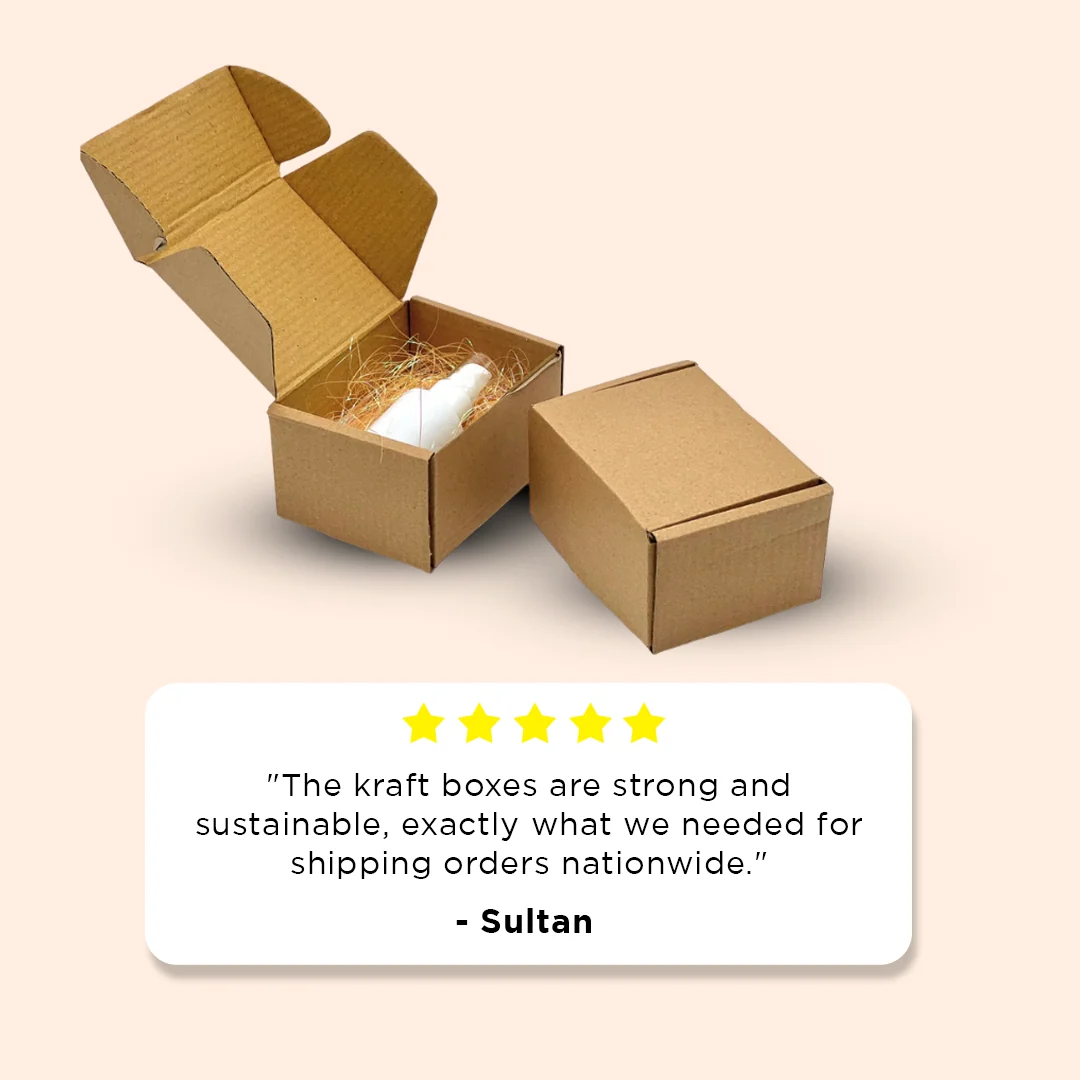 "The kraft boxes are strong and
sustainable, exactly what we needed for
shipping orders nationwide."
- Sultan